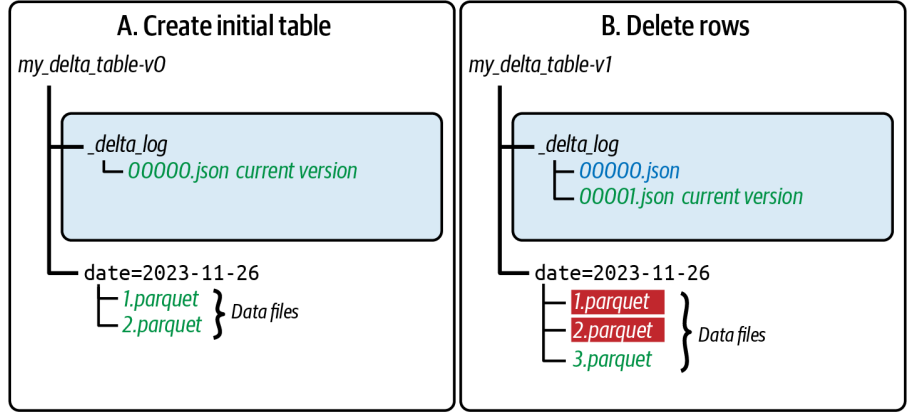 A. Create initial table
my_delta_table-v0
_delta_log
00000.json current version
date=2023-11-26
1.parquet
2.parquet
Data files
B. Delete rows
my_delta_table-v1
_delta_log
00000.json
00001.json current version
date=2023-11-26
1.parquet
2.parquet
3.parquet
Data files